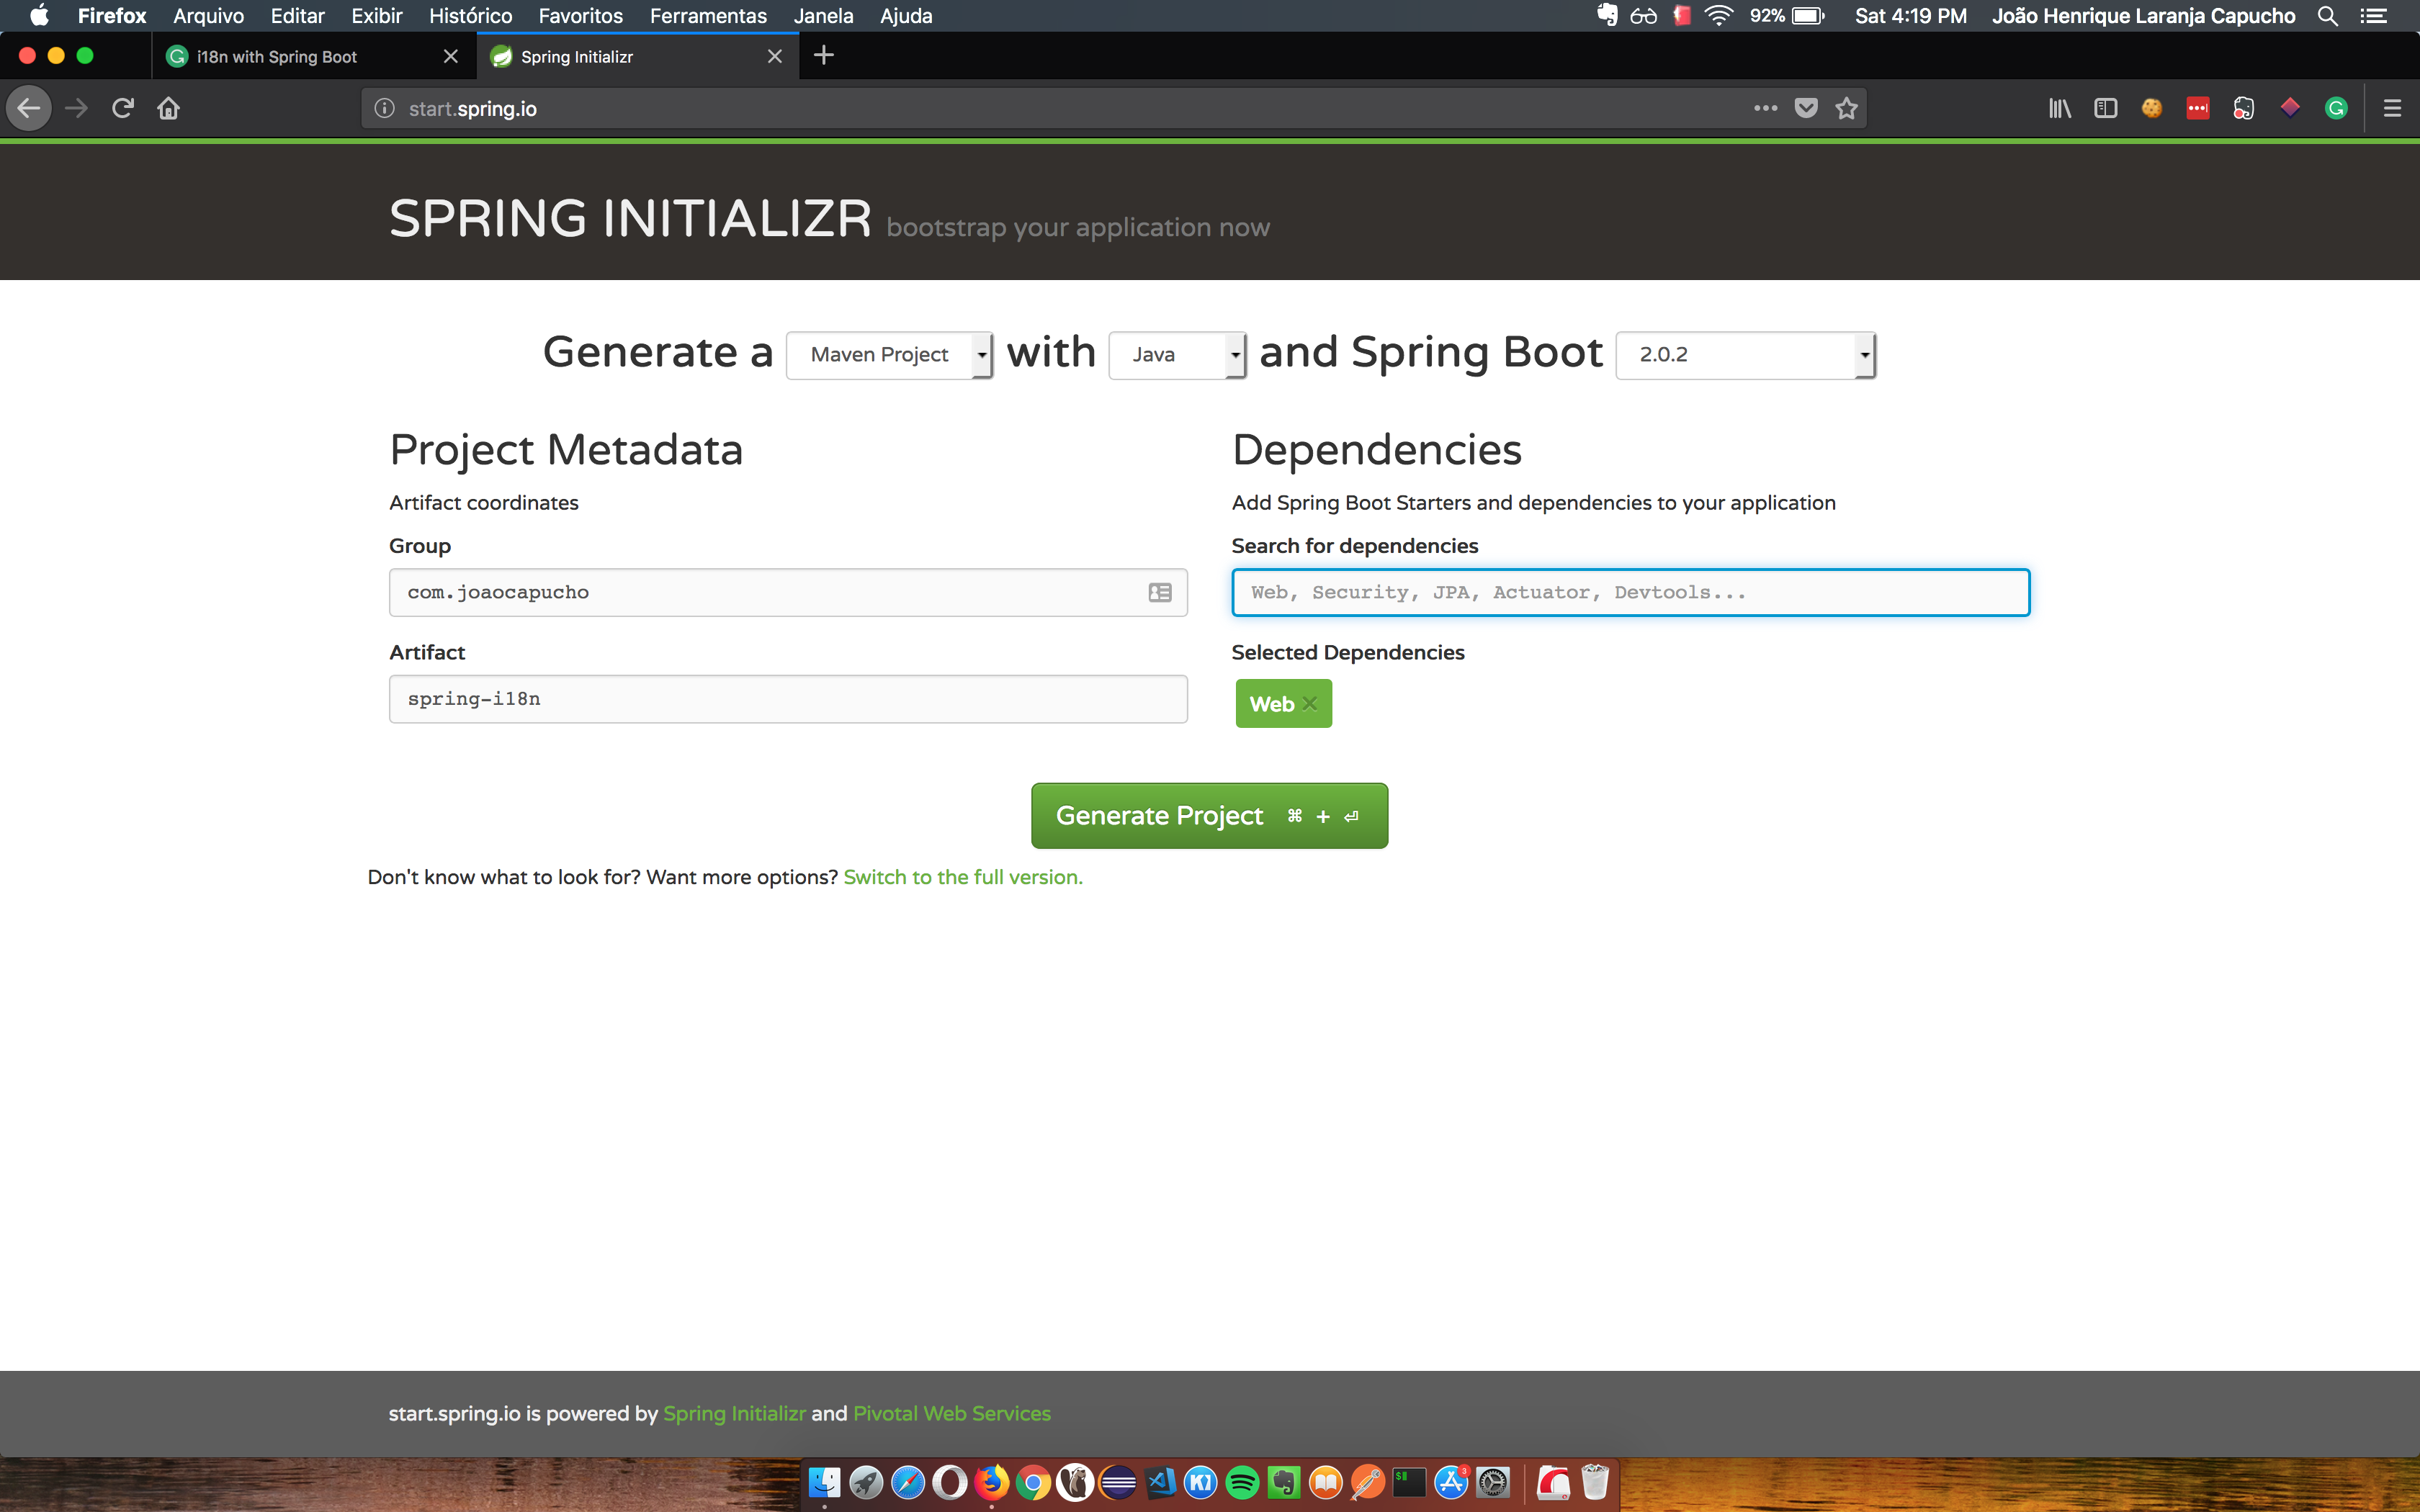 Firefox Arquivo Editar Exibir Histórico Favoritos Ferramentas Janela Ajuda 92% Sat 4:19 PM João Henrique Laranja Capucho
i18n with Spring Boot Spring Initializr
start.spring.io
SPRING INITIALIZR bootstrap your application now
Generate a Maven Project with Java and Spring Boot 2.0.2
Project Metadata
Artifact coordinates
Group
com.joaocapucho
Artifact
spring-i18n
Dependencies
Add Spring Boot Starters and dependencies to your application
Search for dependencies
Web, Security, JPA, Actuator, Devtools...
Selected Dependencies
Web
Generate Project ⌘ + ⏎
Don't know what to look for? Want more options? Switch to the full version.
start.spring.io is powered by Spring Initializr and Pivotal Web Services
3